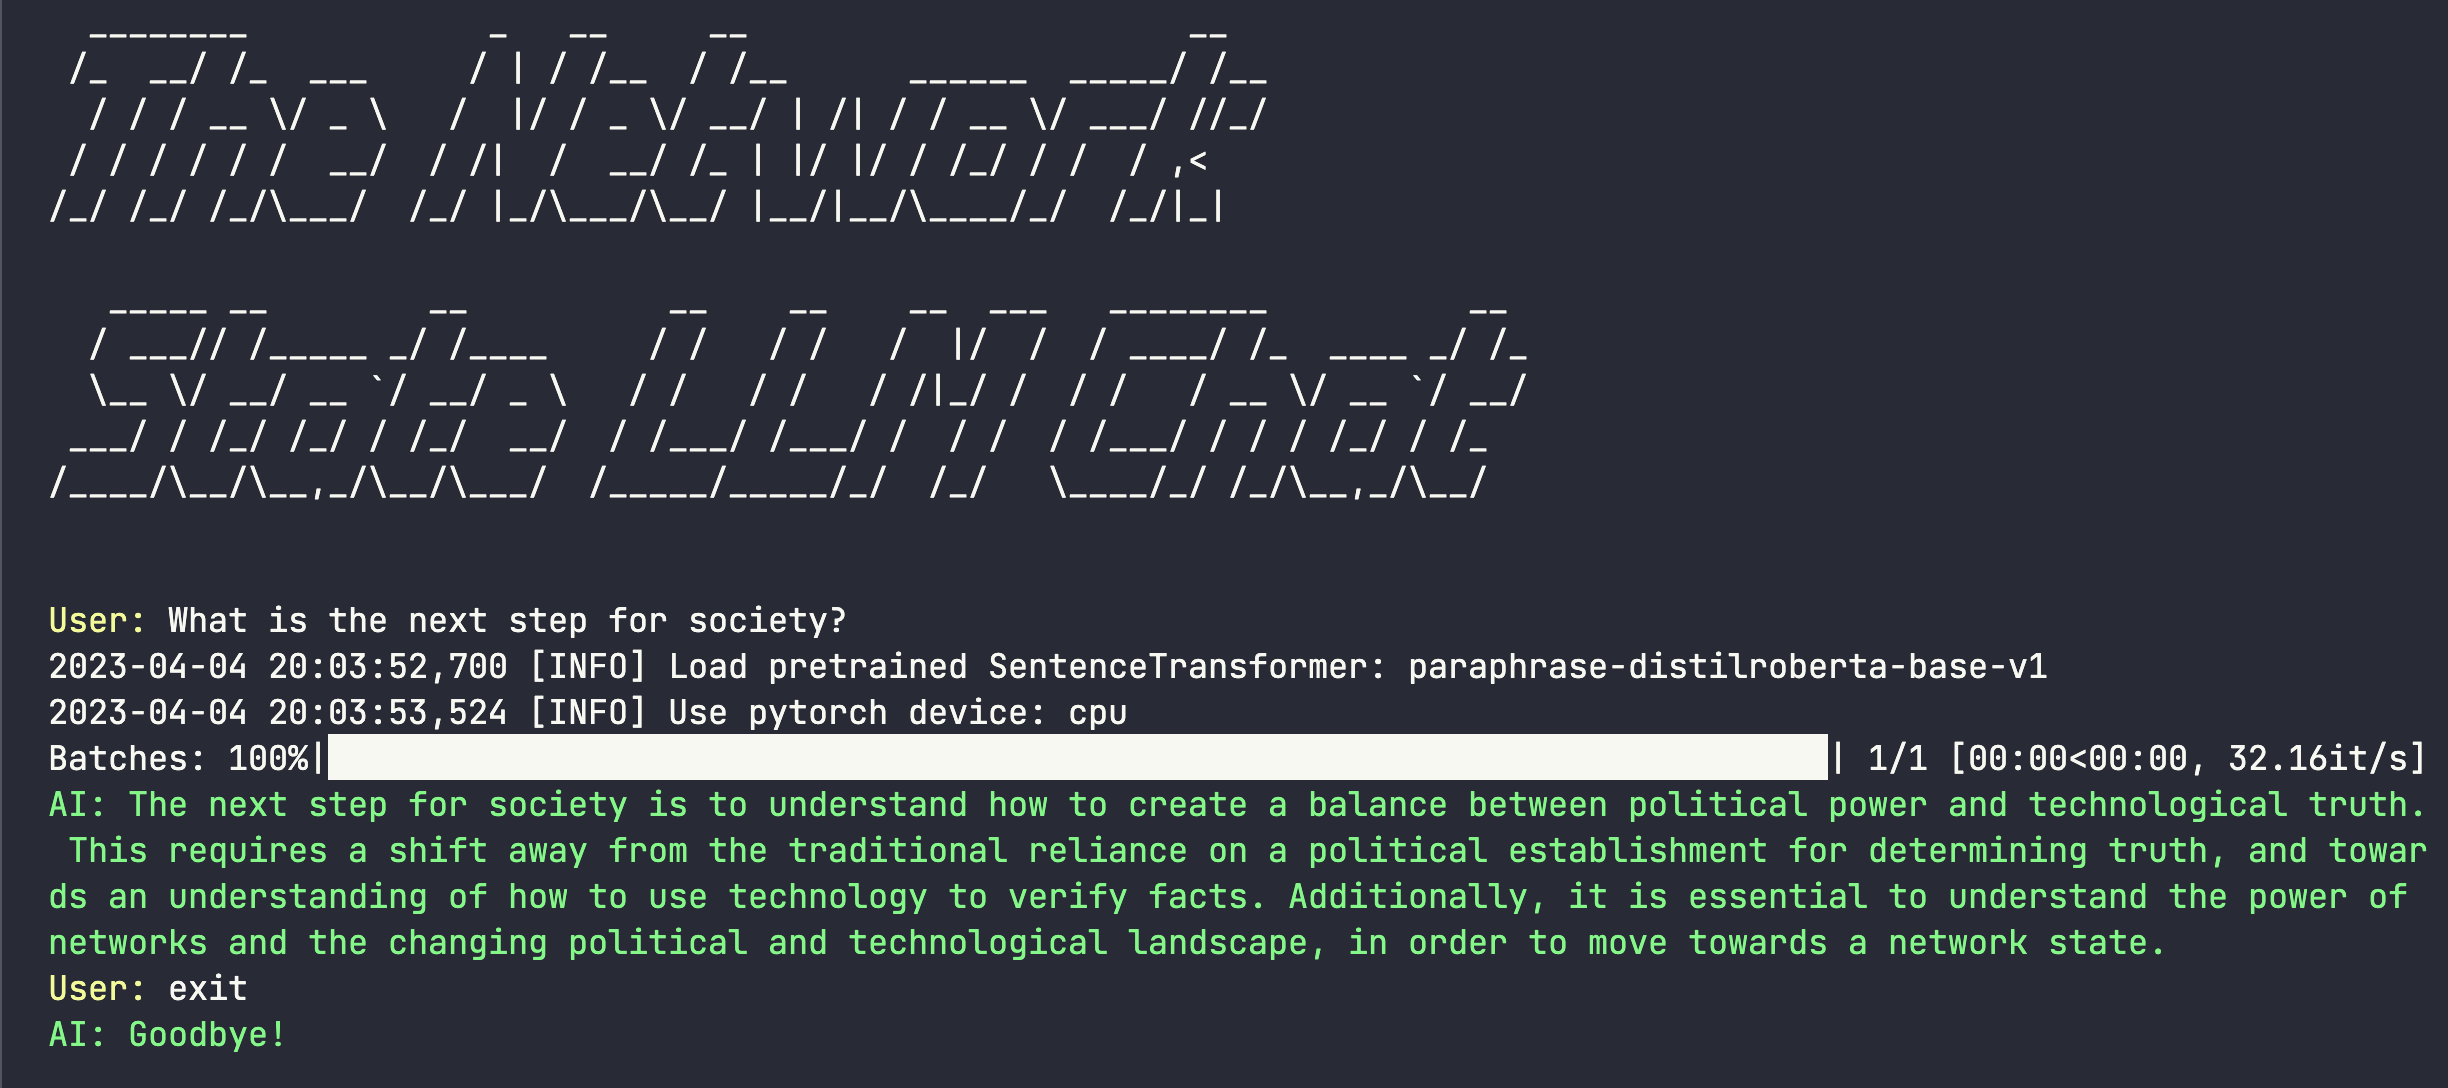 The Network
State LLM Chat
User: What is the next step for society?
2023-04-04 20:03:52,700 [INFO] Load pretrained SentenceTransformer: paraphrase-distilroberta-base-v1
2023-04-04 20:03:53,524 [INFO] Use pytorch device: cpu
Batches: 100%|██████████| 1/1 [00:00<00:00, 32.16it/s]
AI: The next step for society is to understand how to create a balance between political power and technological truth.
This requires a shift away from the traditional reliance on a political establishment for determining truth, and towar
ds an understanding of how to use technology to verify facts. Additionally, it is essential to understand the power of
networks and the changing political and technological landscape, in order to move towards a network state.
User: exit
AI: Goodbye!